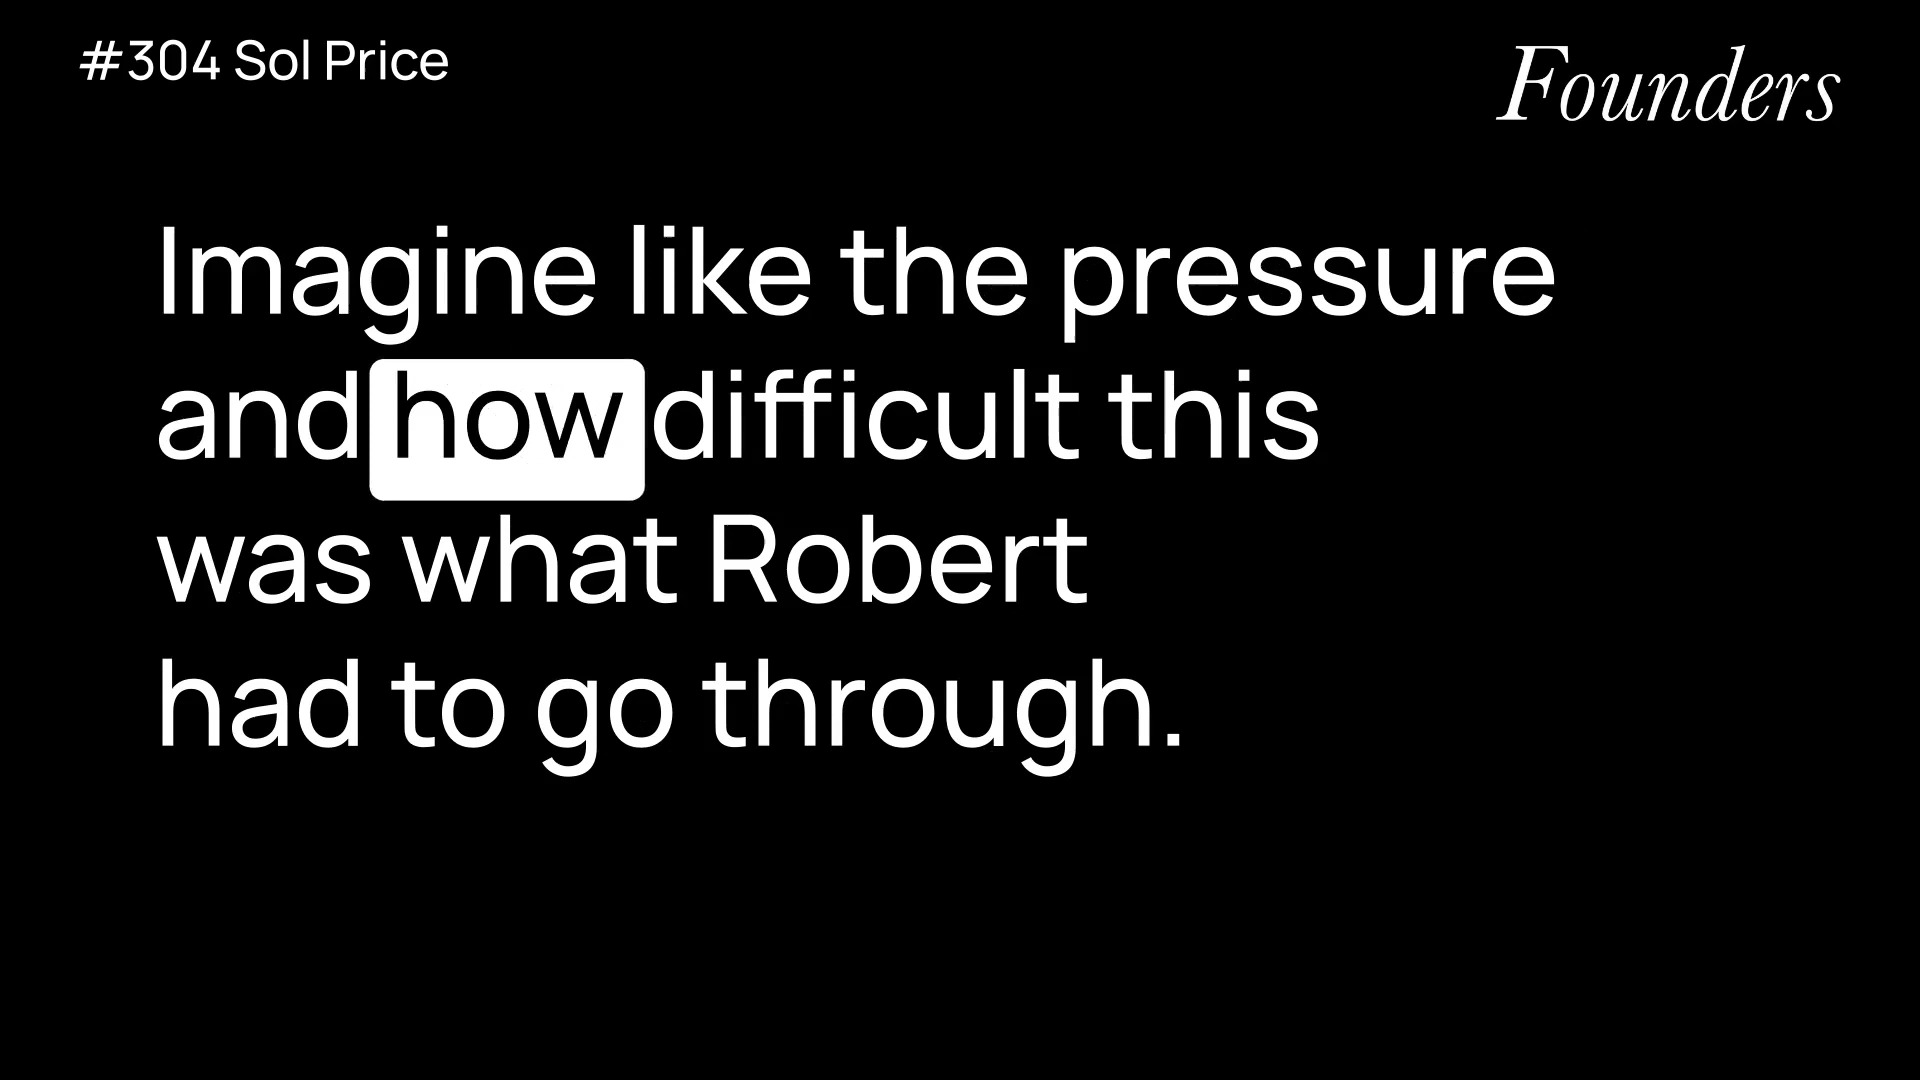 #304 Sol Price
Founders
Imagine like the pressure
and how difficult this
was what Robert
had to go through.